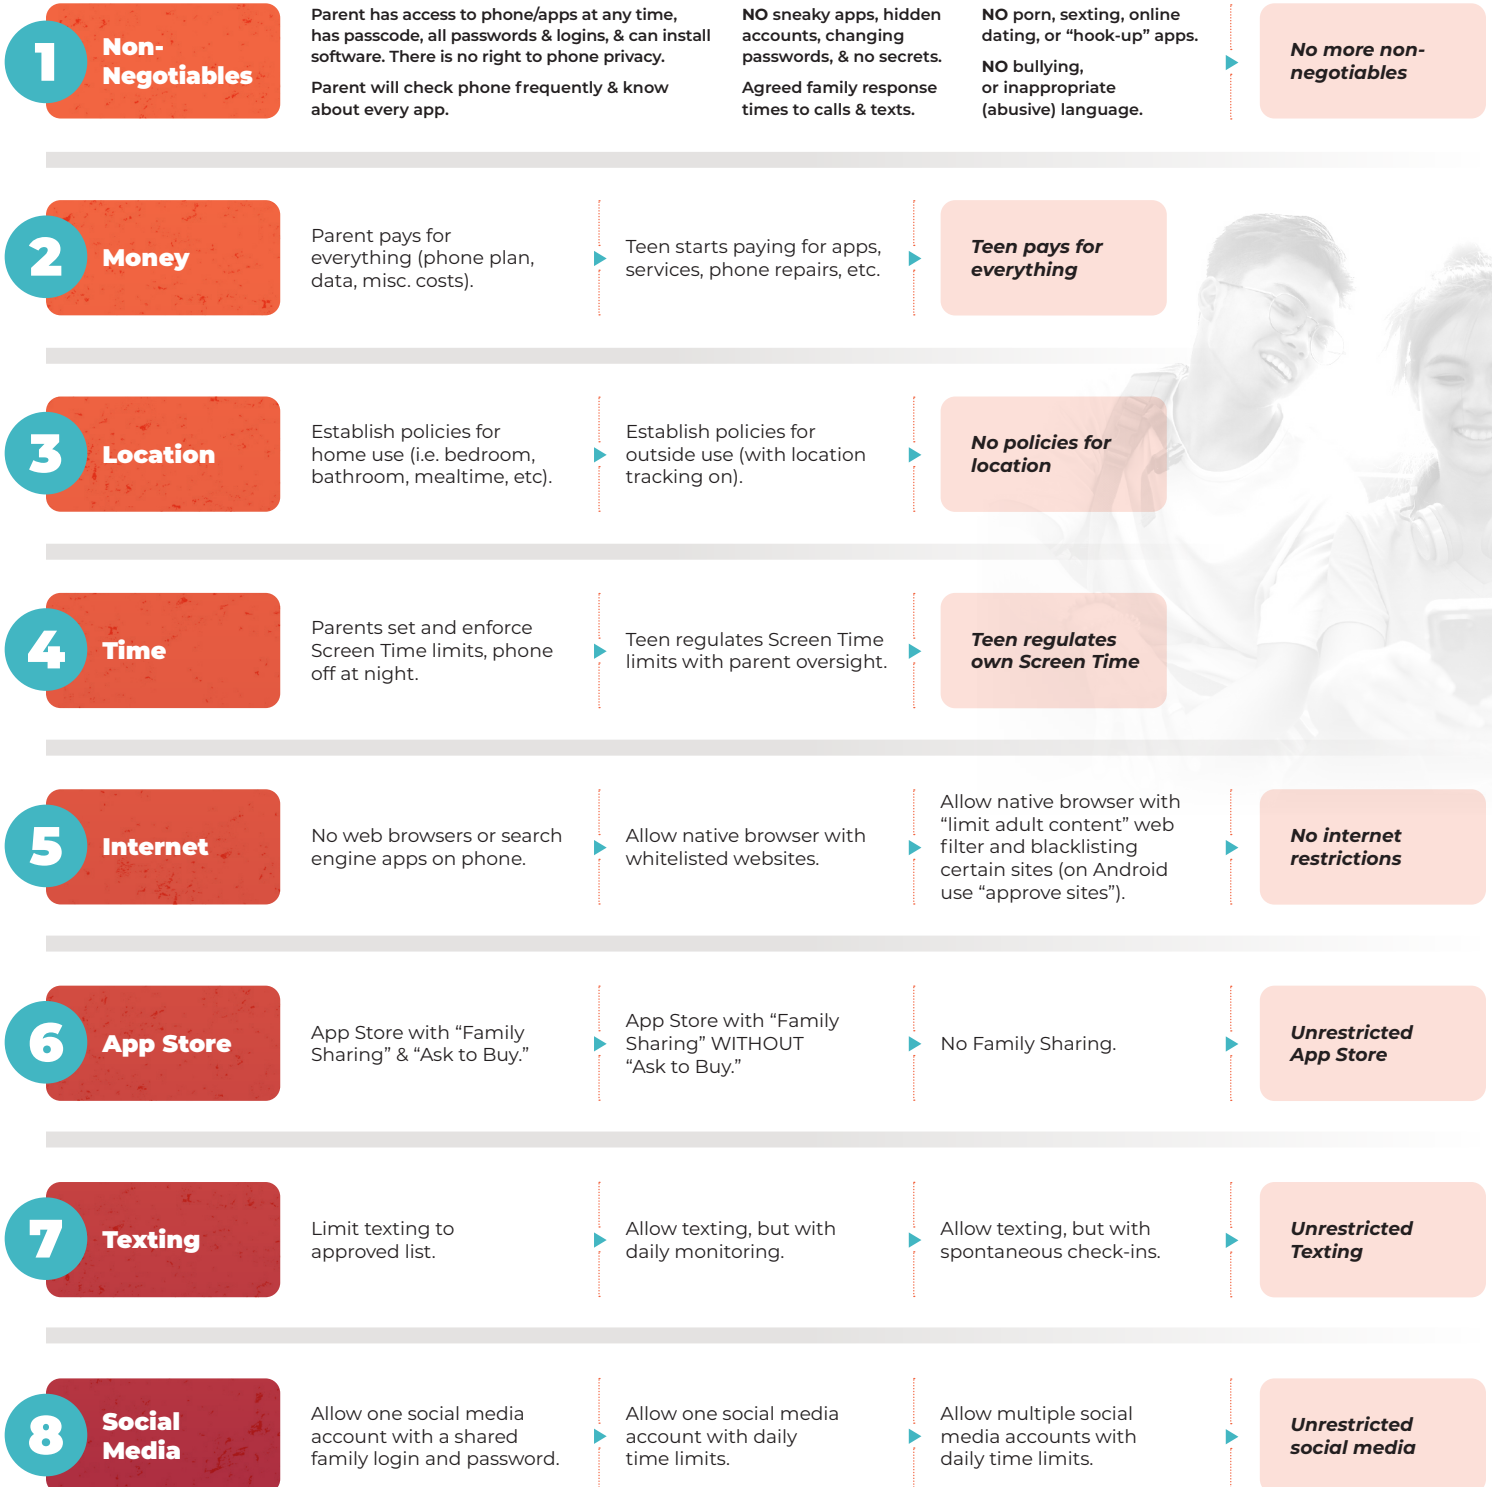 1
Non-
Negotiables
Parent has access to phone/apps at any time,
has passcode, all passwords & logins, & can install
software. There is no right to phone privacy.
Parent will check phone frequently & know
about every app.
NO sneaky apps, hidden
accounts, changing
passwords, & no secrets.
Agreed family response
times to calls & texts.
NO porn, sexting, online
dating, or “hook-up” apps.
NO bullying,
or inappropriate
(abusive) language.
No more non-
negotiables
2
Money
Parent pays for
everything (phone plan,
data, misc. costs).
Teen starts paying for apps,
services, phone repairs, etc.
Teen pays for
everything
3
Location
Establish policies for
home use (i.e. bedroom,
bathroom, mealtime, etc).
Establish policies for
outside use (with location
tracking on).
No policies for
location
4
Time
Parents set and enforce
Screen Time limits, phone
off at night.
Teen regulates Screen Time
limits with parent oversight.
Teen regulates
own Screen Time
5
Internet
No web browsers or search
engine apps on phone.
Allow native browser with
whitelisted websites.
Allow native browser with
“limit adult content” web
filter and blacklisting
certain sites (on Android
use “approve sites”).
No internet
restrictions
6
App Store
App Store with “Family
Sharing” & “Ask to Buy.”
App Store with “Family
Sharing” WITHOUT
“Ask to Buy.”
No Family Sharing.
Unrestricted
App Store
7
Texting
Limit texting to
approved list.
Allow texting, but with
daily monitoring.
Allow texting, but with
spontaneous check-ins.
Unrestricted
Texting
8
Social
Media
Allow one social media
account with a shared
family login and password.
Allow one social media
account with daily
time limits.
Allow multiple social
media accounts with
daily time limits.
Unrestricted
social media